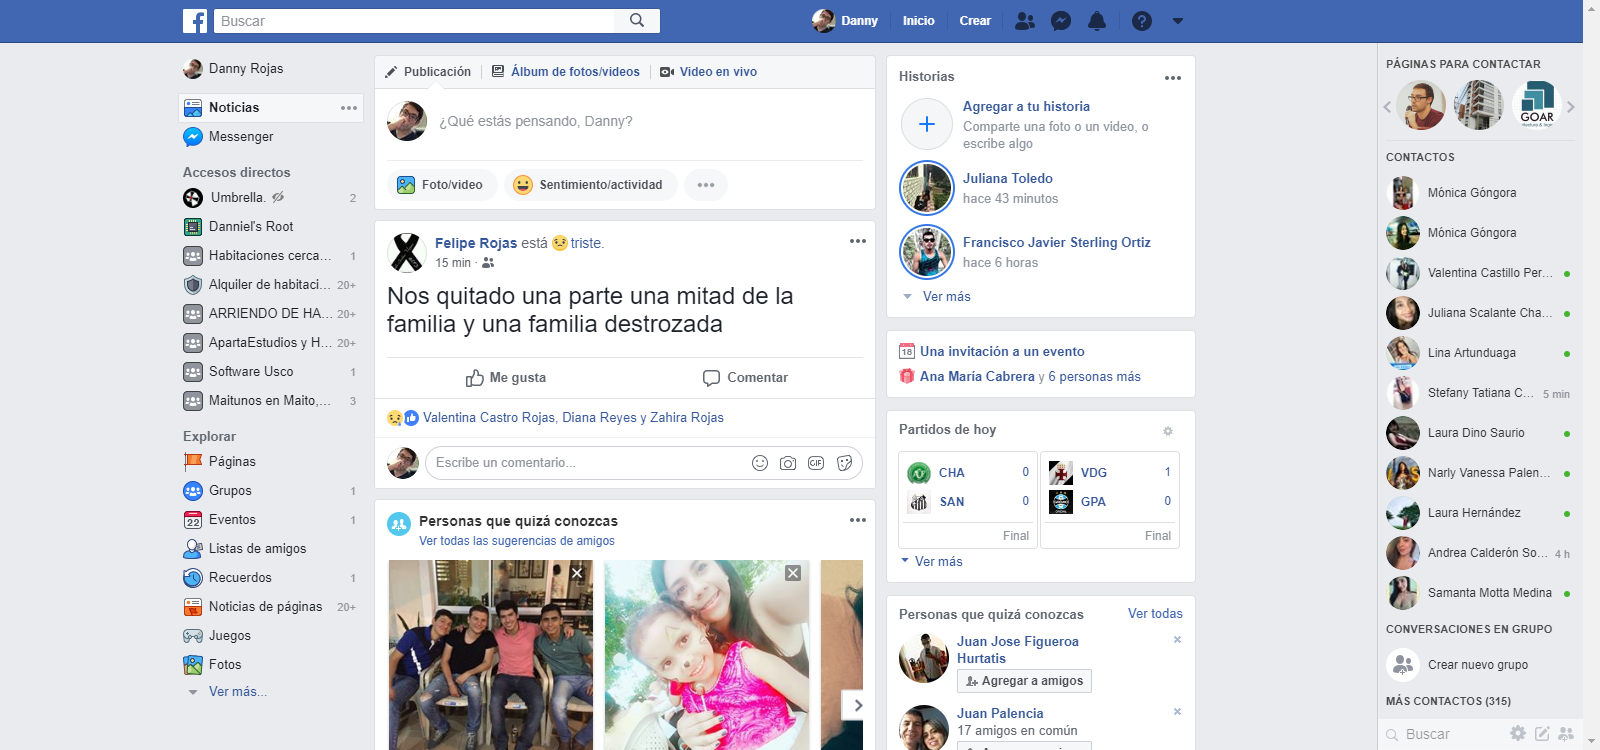 Buscar
Danny
Inicio
Crear
Danny Rojas
Noticias
Messenger
Accesos directos
Umbrella. 2
Danniel's Root
Habitaciones cerca... 1
Alquiler de habitaci... 20+
ARRIENDO DE HA... 20+
ApartaEstudios y H... 20+
Software Usco 1
Maitunos en Maito,... 3
Explorar
Páginas
Grupos 1
22 Eventos 1
Listas de amigos
Recuerdos 1
Noticias de páginas 20+
Juegos
Fotos
Ver más...
Publicación
Álbum de fotos/videos
Video en vivo
¿Qué estás pensando, Danny?
Foto/video
Sentimiento/actividad
Felipe Rojas está triste.
15 min ·
Nos quitado una parte una mitad de la
familia y una familia destrozada
Me gusta
Comentar
Valentina Castro Rojas, Diana Reyes y Zahira Rojas
Escribe un comentario...
GIF
Personas que quizá conozcas
Ver todas las sugerencias de amigos
Historias
Agregar a tu historia
Comparte una foto o un video, o
escribe algo
Juliana Toledo
hace 43 minutos
Francisco Javier Sterling Ortiz
hace 6 horas
Ver más
18 Una invitación a un evento
Ana María Cabrera y 6 personas más
Partidos de hoy
CHA 0
SAN 0
Final
VDG 1
GPA 0
Final
Ver más
Personas que quizá conozcas
Ver todas
Juan Jose Figueroa
Hurtatis
Agregar a amigos
Juan Palencia
17 amigos en común
PÁGINAS PARA CONTACTAR
GOAR
CONTACTOS
Mónica Góngora
Mónica Góngora
Valentina Castillo Per...
Juliana Scalante Cha...
Lina Artunduaga
Stefany Tatiana C... 5 min
Laura Dino Saurio
Narly Vanessa Palen...
Laura Hernández
Andrea Calderón So... 4 h
Samanta Motta Medina
CONVERSACIONES EN GRUPO
Crear nuevo grupo
MÁS CONTACTOS (315)
Buscar